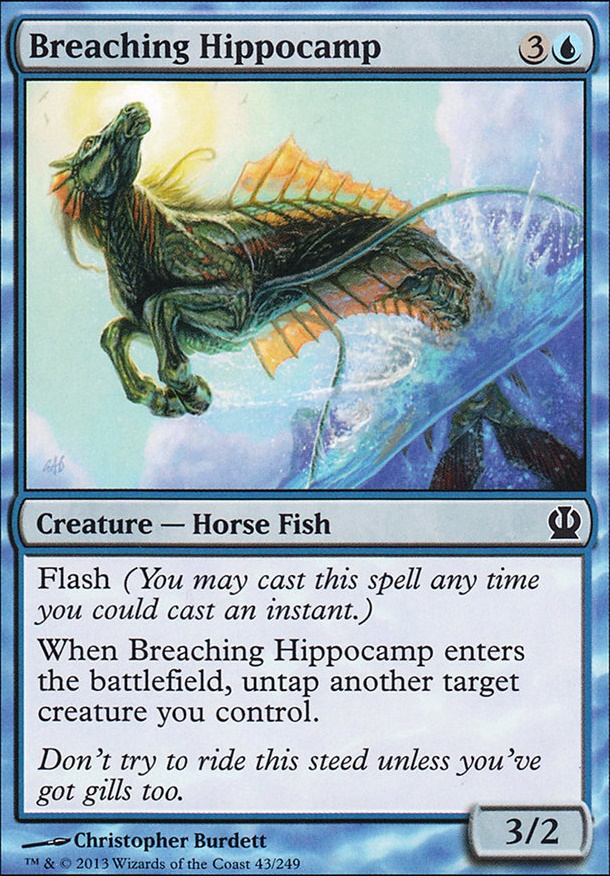 Breaching Hippocamp 3
Creature — Horse Fish
Flash (You may cast this spell any time
you could cast an instant.)
When Breaching Hippocamp enters
the battlefield, untap another target
creature you control.
Don't try to ride this steed unless you've
got gills too.
3/2
Christopher Burdett
™ & © 2013 Wizards of the Coast 43/249